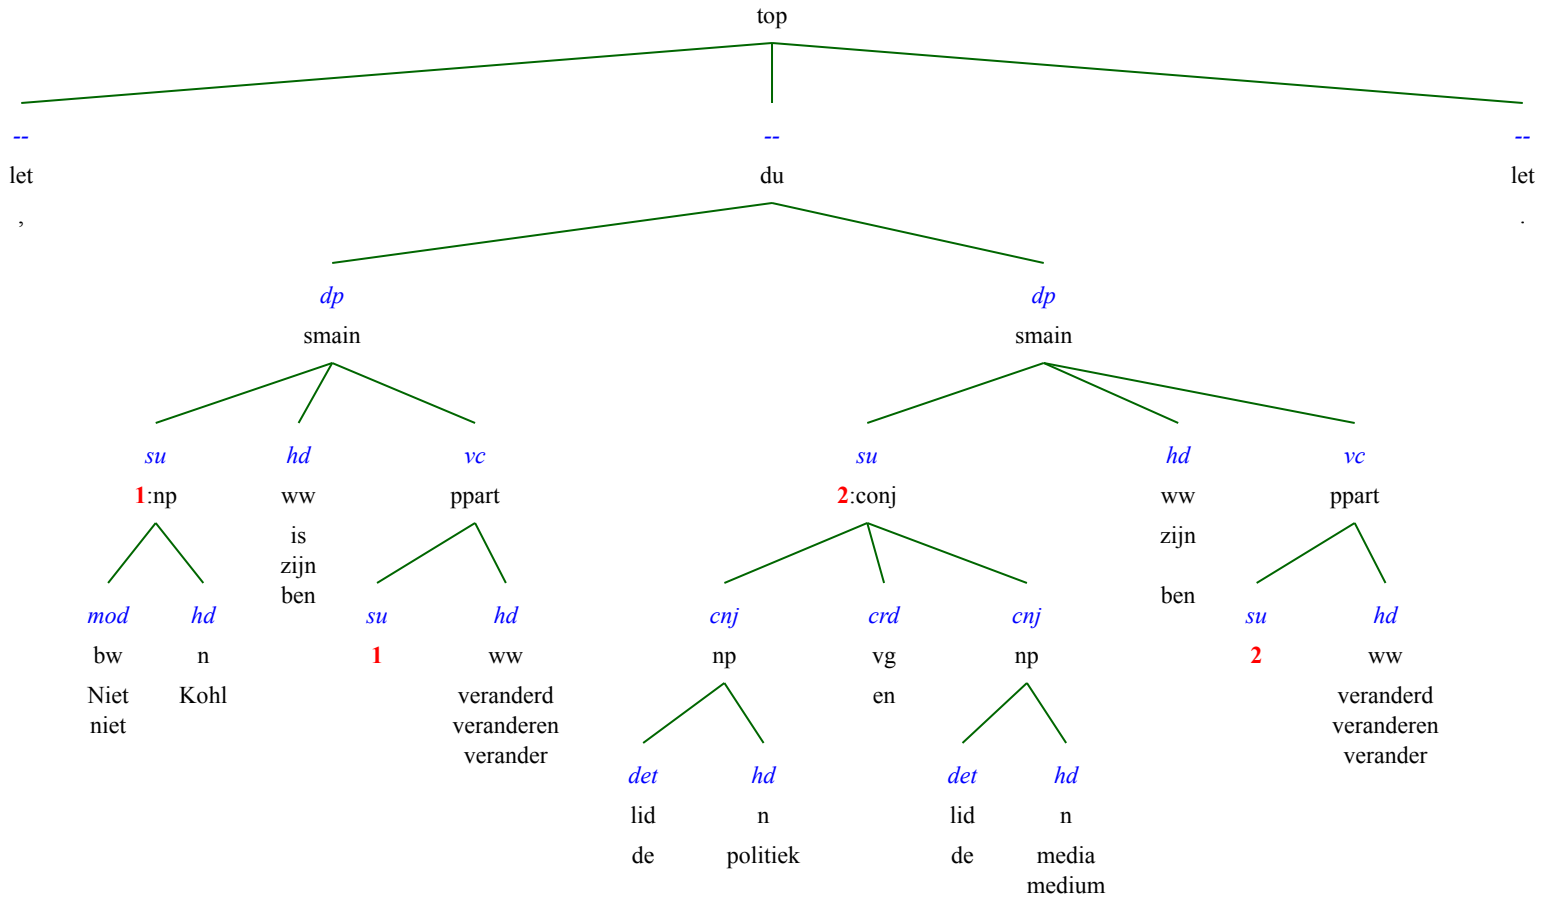 top
-- -- --
let du let
, .
dp dp
smain smain
su hd vc su hd vc
1:np ww ppart 2:conj ww ppart
is zijn
zijn
ben ben
mod hd su hd cnj crd cnj su hd
bw n 1 ww np vg np 2 ww
Niet Kohl veranderd en veranderd
niet veranderen veranderen
verander verander
det hd det hd
lid n lid n
de politiek de media
medium